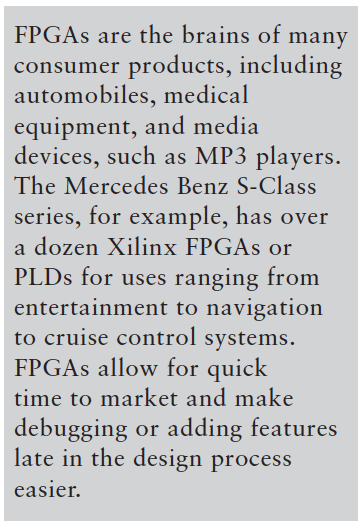 FPGAs are the brains of many
consumer products, including
automobiles, medical
equipment, and media
devices, such as MP3 players.
The Mercedes Benz S-Class
series, for example, has over
a dozen Xilinx FPGAs or
PLDs for uses ranging from
entertainment to navigation
to cruise control systems.
FPGAs allow for quick
time to market and make
debugging or adding features
late in the design process
easier.